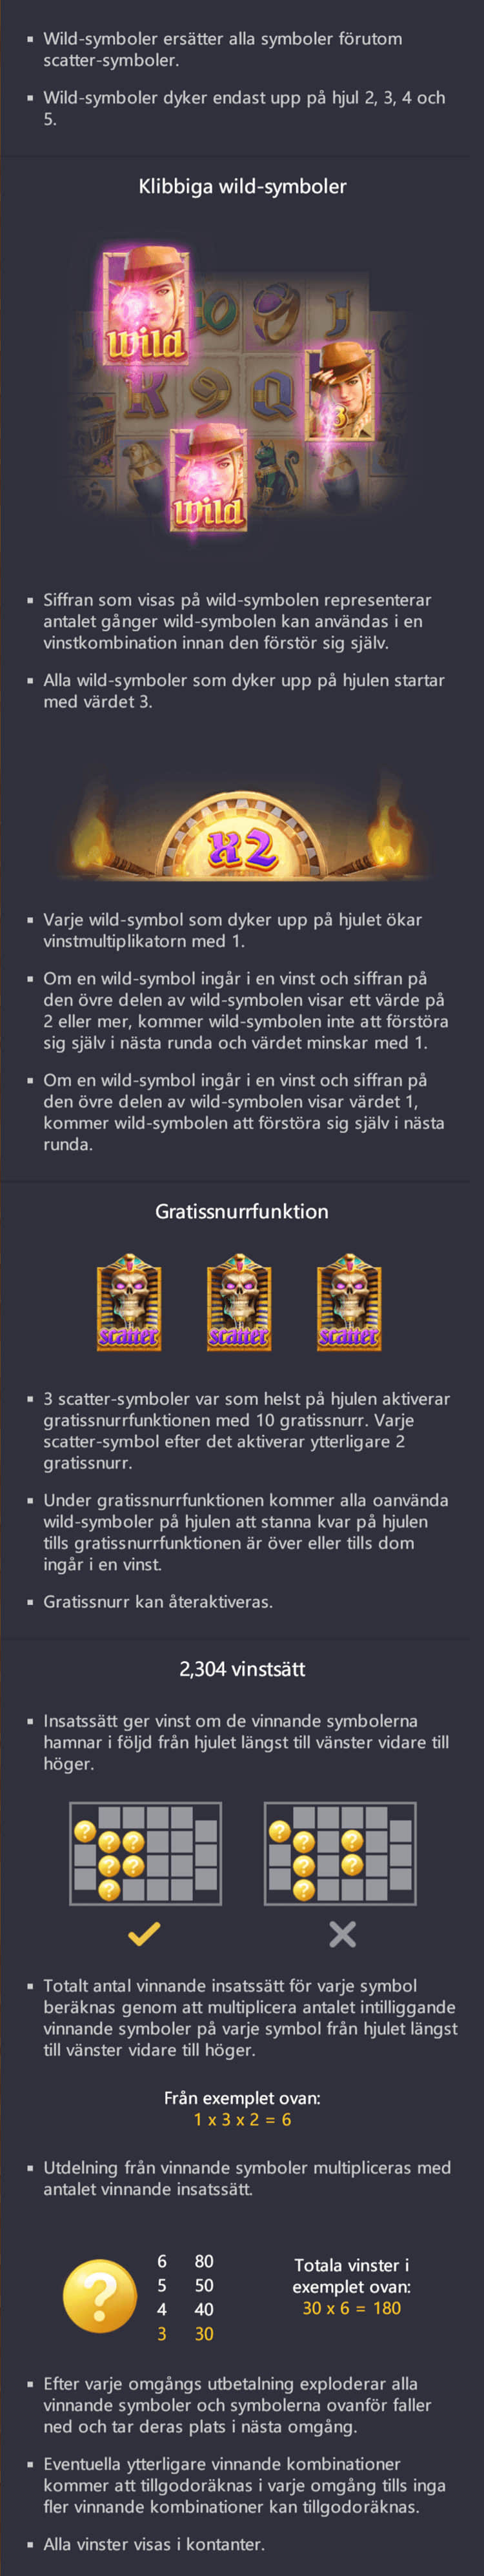 ▪ Wild-symboler ersätter alla symboler förutom
scatter-symboler.
▪ Wild-symboler dyker endast upp på hjul 2, 3, 4 och
5.
Klibbiga wild-symboler
wild
K 9 Q J
3
wild
▪ Siffran som visas på wild-symbolen representerar
antalet gånger wild-symbolen kan användas i en
vinstkombination innan den förstör sig själv.
▪ Alla wild-symboler som dyker upp på hjulen startar
med värdet 3.
x2
▪ Varje wild-symbol som dyker upp på hjulet ökar
vinstmultiplikatorn med 1.
▪ Om en wild-symbol ingår i en vinst och siffran på
den övre delen av wild-symbolen visar ett värde på
2 eller mer, kommer wild-symbolen inte att förstöra
sig själv i nästa runda och värdet minskar med 1.
▪ Om en wild-symbol ingår i en vinst och siffran på
den övre delen av wild-symbolen visar värdet 1,
kommer wild-symbolen att förstöra sig själv i nästa
runda.
Gratissnurrfunktion
scatter scatter scatter
▪ 3 scatter-symboler var som helst på hjulen aktiverar
gratissnurrfunktionen med 10 gratissnurr. Varje
scatter-symbol efter det aktiverar ytterligare 2
gratissnurr.
▪ Under gratissnurrfunktionen kommer alla oanvända
wild-symboler på hjulen att stanna kvar på hjulen
tills gratissnurrfunktionen är över eller tills dom
ingår i en vinst.
▪ Gratissnurr kan återaktiveras.
2,304 vinstsätt
▪ Insatssätt ger vinst om de vinnande symbolerna
hamnar i följd från hjulet längst till vänster vidare till
höger.
? ? ? ? ? ? ? ? ? ? ? ?
▪ Totalt antal vinnande insatssätt för varje symbol
beräknas genom att multiplicera antalet intilliggande
vinnande symboler på varje symbol från hjulet längst
till vänster vidare till höger.
Från exemplet ovan:
1 x 3 x 2 = 6
▪ Utdelning från vinnande symboler multipliceras med
antalet vinnande insatssätt.
?
6 80
5 50
4 40
3 30
Totala vinster i
exemplet ovan:
30 x 6 = 180
▪ Efter varje omgångs utbetalning exploderar alla
vinnande symboler och symbolerna ovanför faller
ned och tar deras plats i nästa omgång.
▪ Eventuella ytterligare vinnande kombinationer
kommer att tillgodoräknas i varje omgång tills inga
fler vinnande kombinationer kan tillgodoräknas.
▪ Alla vinster visas i kontanter.